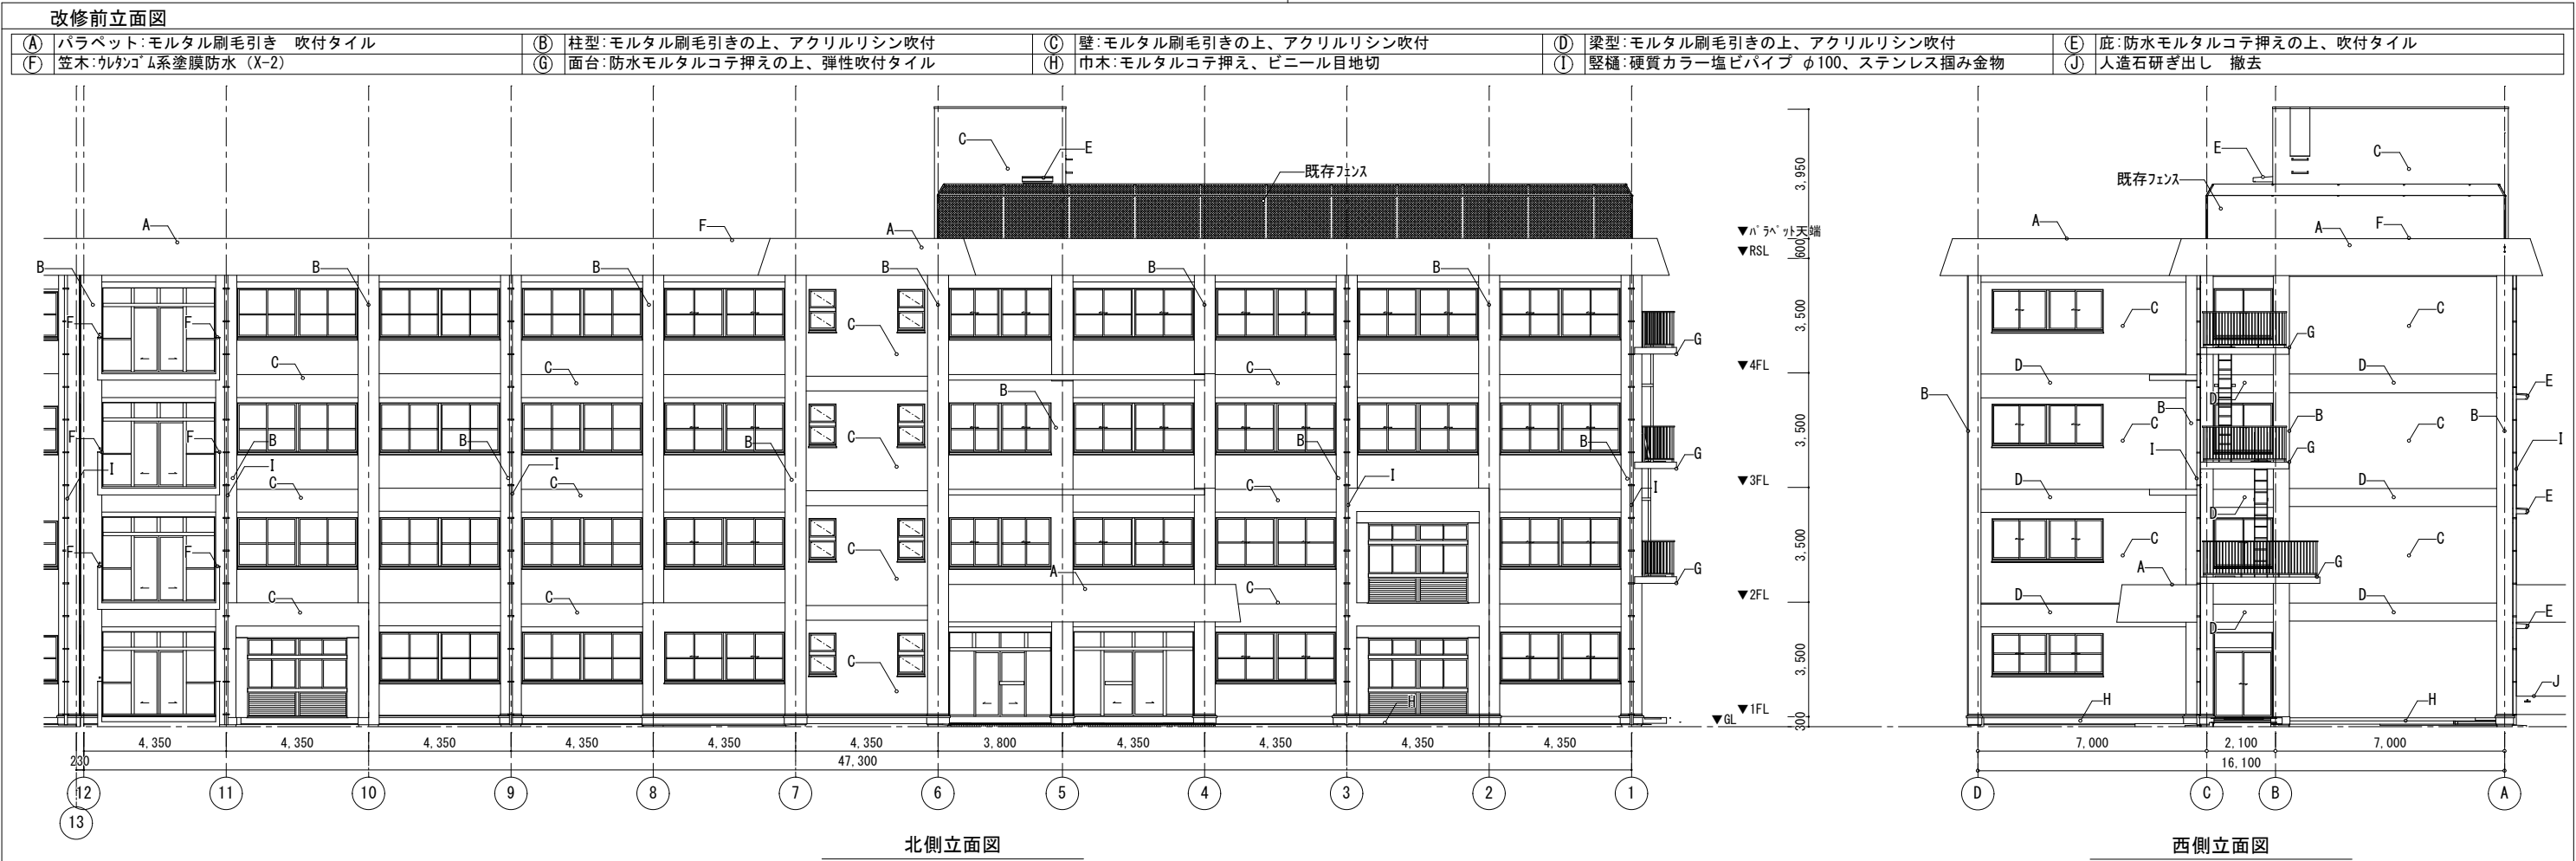 改修前立面図
Ⓐ パラペット:モルタル刷毛引き 吹付タイル Ⓑ 柱型:モルタル刷毛引きの上、アクリルリシン吹付 Ⓒ 壁:モルタル刷毛引きの上、アクリルリシン吹付 Ⓓ 梁型:モルタル刷毛引きの上、アクリルリシン吹付 Ⓔ 庇:防水モルタルコテ押えの上、吹付タイル
Ⓕ 笠木:ウレタンゴム系塗膜防水 (X-2) Ⓖ 面台:防水モルタルコテ押えの上、弾性吹付タイル Ⓗ 巾木:モルタルコテ押え、ビニール目地切 Ⓘ 竪樋:硬質カラー塩ビパイプ φ100、ステンレス掴み金物 Ⓙ 人造石研ぎ出し 撤去
C E
既存フェンス
A F A
B B B B B B
F F C
C C C G
B
F F B B B C B B G
I I I I
C C C
F F C A G
C C C
C H
4,350 4,350 4,350 4,350 4,350 4,350 3,800 4,350 4,350 4,350 4,350
230 47,300
12 11 10 9 8 7 6 5 4 3 2 1
13
北側立面図
3,950
▼パラペット天端
600
▼RSL
3,500
▼4FL
3,500
▼3FL
3,500
▼2FL
3,500
▼1FL
▼GL
300
E C
既存フェンス
A F
A
C C
G
D D E
B D B B B
C C
G I
I
D D E
D
C C
A G
D D E
D
J
H H
7,000 2,100 7,000
16,100
D C B A
西側立面図